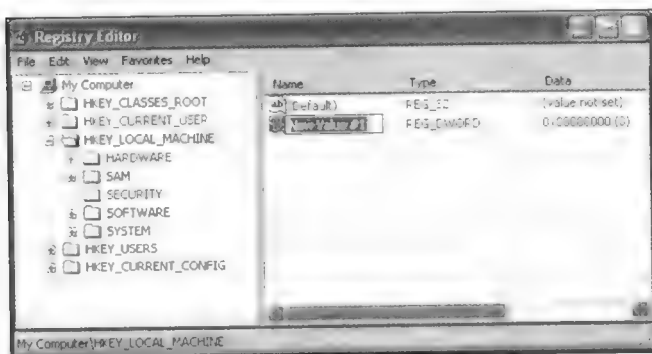 Registry Editor
File Edit View Favorites Help
My Computer
HKEY_CLASSES_ROOT
HKEY_CURRENT_USER
HKEY_LOCAL_MACHINE
HARDWARE
SAM
SECURITY
SOFTWARE
SYSTEM
HKEY_USERS
HKEY_CURRENT_CONFIG
Name Type Data
ab (Default) REG_SZ (value not set)
New Value #1 REG_DWORD 0x00000000 (0)
My Computer\HKEY_LOCAL_MACHINE